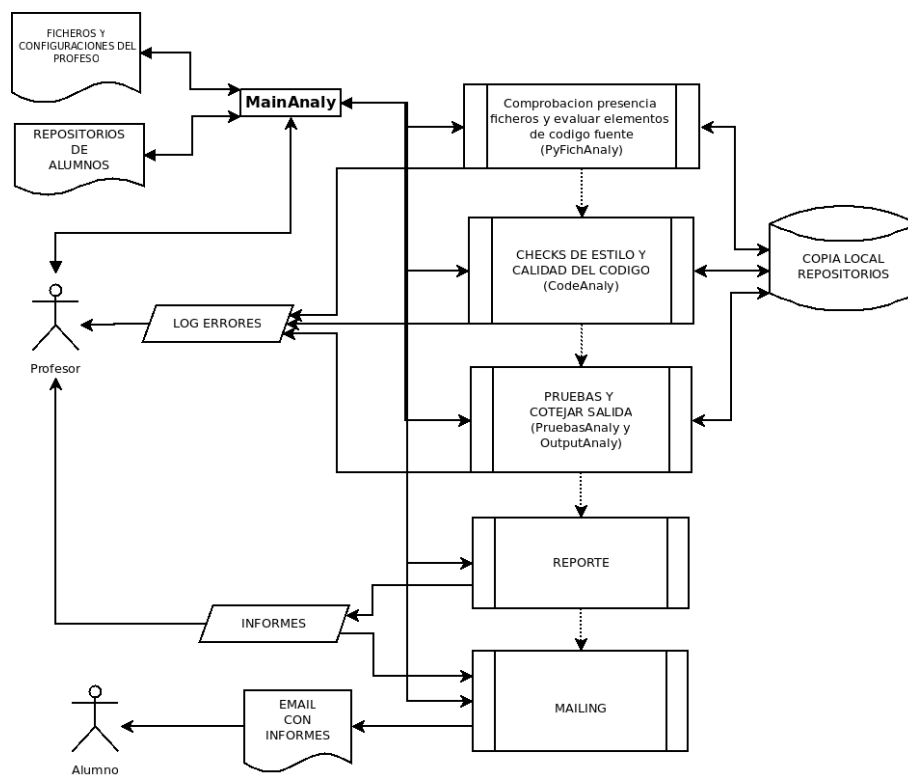 FICHEROS Y
CONFIGURACIONES DEL
PROFESO
MainAnaly
REPOSITORIOS
DE
ALUMNOS
Comprobacion presencia
ficheros y evaluar elementos
de codigo fuente
(PyFichAnaly)
CHECKS DE ESTILO Y
CALIDAD DEL CODIGO
(CodeAnaly)
COPIA LOCAL
REPOSITORIOS
LOG ERRORES
Profesor
PRUEBAS Y
COTEJAR SALIDA
(PruebasAnaly y
OutputAnaly)
REPORTE
INFORMES
MAILING
EMAIL
CON
INFORMES
Alumno